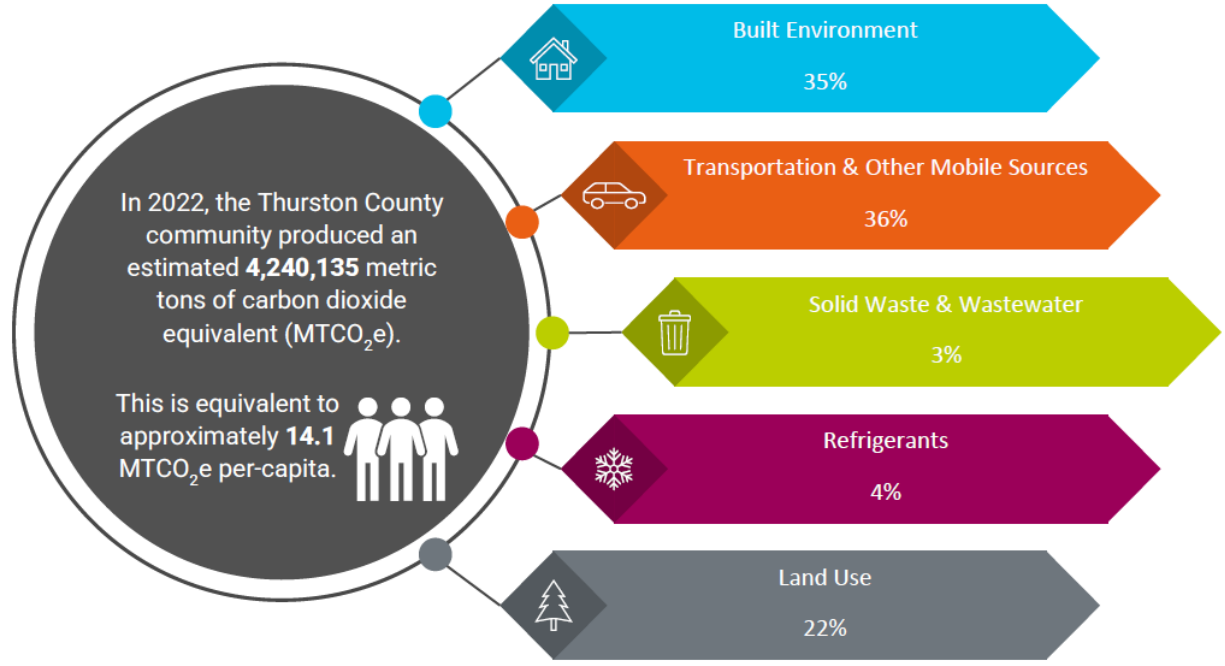 In 2022, the Thurston County
community produced an
estimated 4,240,135 metric
tons of carbon dioxide
equivalent (MTCO₂e).
This is equivalent to
approximately 14.1
MTCO₂e per-capita.
Built Environment
35%
Transportation & Other Mobile Sources
36%
Solid Waste & Wastewater
3%
Refrigerants
4%
Land Use
22%